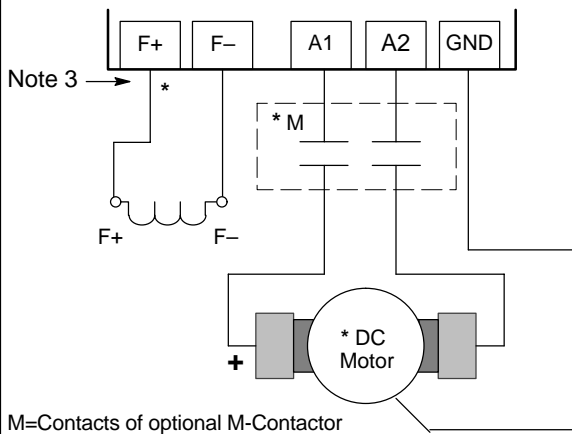 F+ F– A1 A2 GND
Note 3 *
* M
F+ F–
* DC
Motor
+
M=Contacts of optional M-Contactor